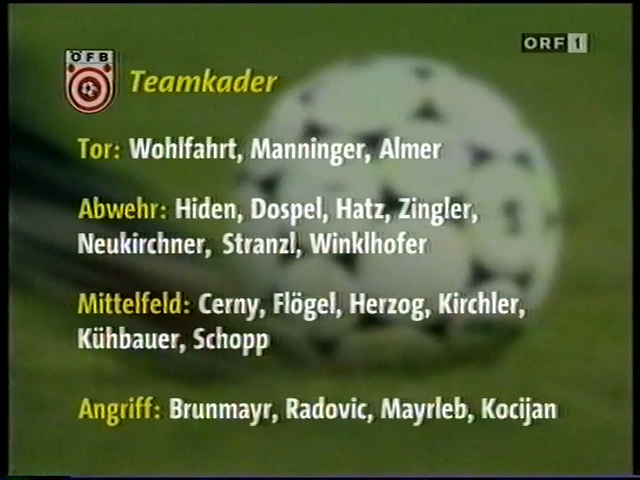 ÖFB
ORF 1
Teamkader
Tor: Wohlfahrt, Manninger, Almer
Abwehr: Hiden, Dospel, Hatz, Zingler,
Neukirchner, Stranzl, Winklhofer
Mittelfeld: Cerny, Flögel, Herzog, Kirchler,
Kühbauer, Schopp
Angriff: Brunmayr, Radovic, Mayrleb, Kocijan